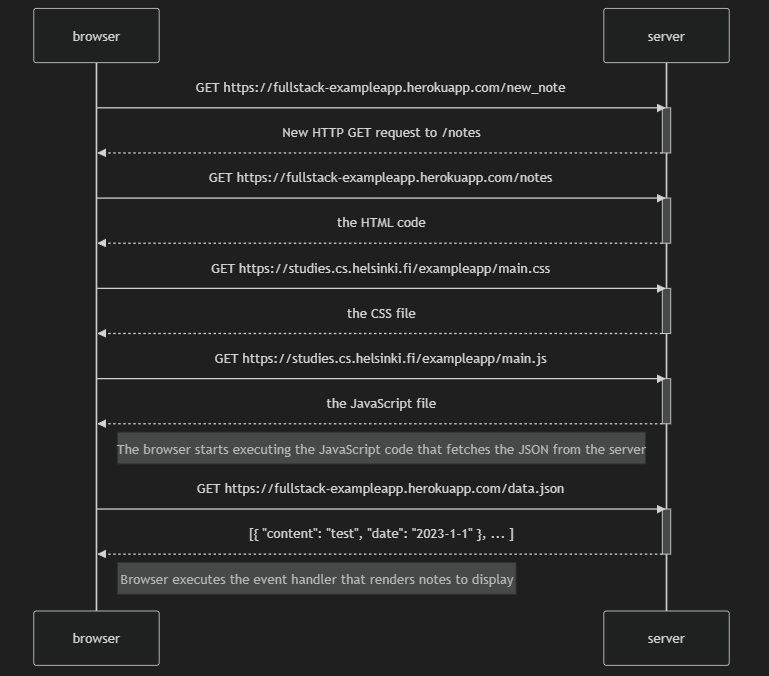 browser
server
GET https://fullstack-exampleapp.herokuapp.com/new_note
New HTTP GET request to /notes
GET https://fullstack-exampleapp.herokuapp.com/notes
the HTML code
GET https://studies.cs.helsinki.fi/exampleapp/main.css
the CSS file
GET https://studies.cs.helsinki.fi/exampleapp/main.js
the JavaScript file
The browser starts executing the JavaScript code that fetches the JSON from the server
GET https://fullstack-exampleapp.herokuapp.com/data.json
[{ "content": "test", "date": "2023-1-1" }, ... ]
Browser executes the event handler that renders notes to display
browser
server